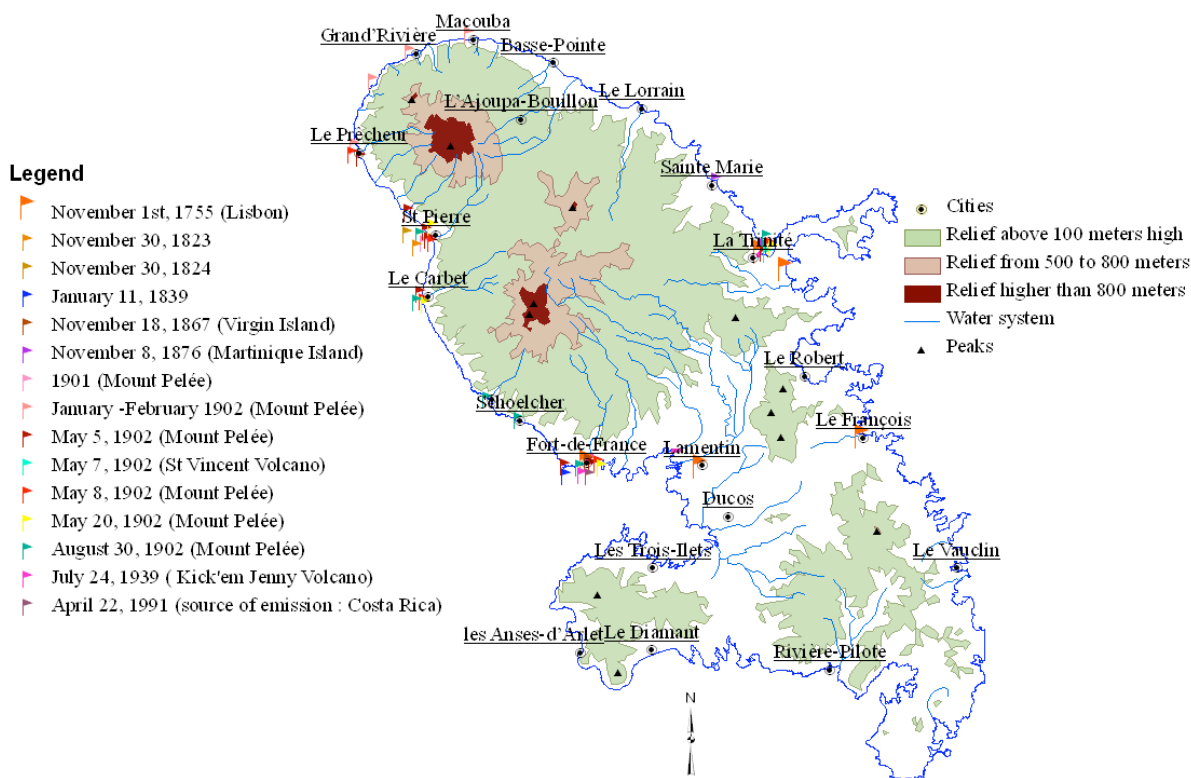 Macouba
Grand'Rivière
Basse-Pointe
Le Lorrain
L'Ajoupa-Bouillon
Le Prêcheur
Legend
November 1st, 1755 (Lisbon)
November 30, 1823
November 30, 1824
January 11, 1839
November 18, 1867 (Virgin Island)
November 8, 1876 (Martinique Island)
1901 (Mount Pelée)
January -February 1902 (Mount Pelée)
May 5, 1902 (Mount Pelée)
May 7, 1902 (St Vincent Volcano)
May 8, 1902 (Mount Pelée)
May 20, 1902 (Mount Pelée)
August 30, 1902 (Mount Pelée)
July 24, 1939 ( Kick'em Jenny Volcano)
April 22, 1991 (source of emission : Costa Rica)
Sainte Marie
St Pierre
La Trinité
Le Carbet
Cities
Relief above 100 meters high
Relief from 500 to 800 meters
Relief higher than 800 meters
Water system
Peaks
Le Robert
Schoelcher
Le François
Fort-de-France
Lamentin
Ducos
Les Trois-Ilets
Le Vauclin
les Anses-d'Arlet
Le Diamant
Rivière-Pilote
N